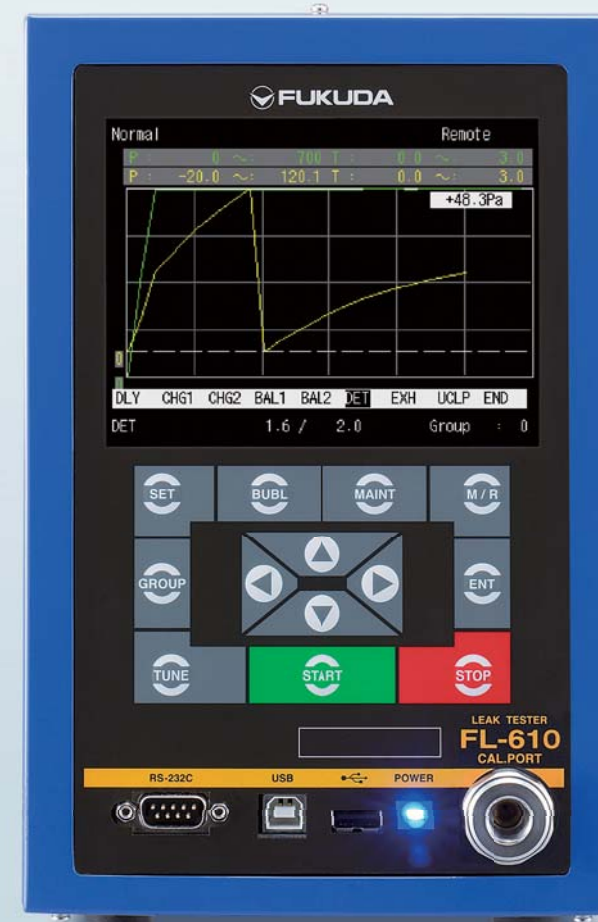 FUKUDA
Normal Remote
P : 0 ~: 700 T : 0.0 ~: 3.0
P : -20.0 ~: 120.1 T : 0.0 ~: 3.0
+48.3Pa
0
DLY CHG1 CHG2 BAL1 BAL2 DET EXH UCLP END
DET 1.6 / 2.0 Group : 0
SET BUBL MAINT M / R
GROUP ENT
TUNE START STOP
LEAK TESTER
FL-610
CAL.PORT
RS-232C USB POWER